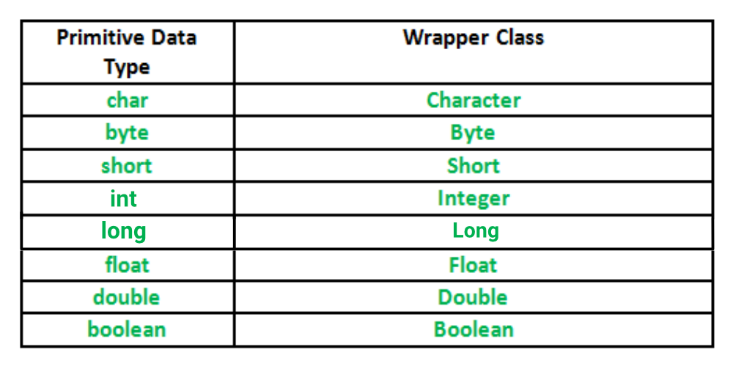 Primitive Data Type Wrapper Class
char Character
byte Byte
short Short
int Integer
long Long
float Float
double Double
boolean Boolean